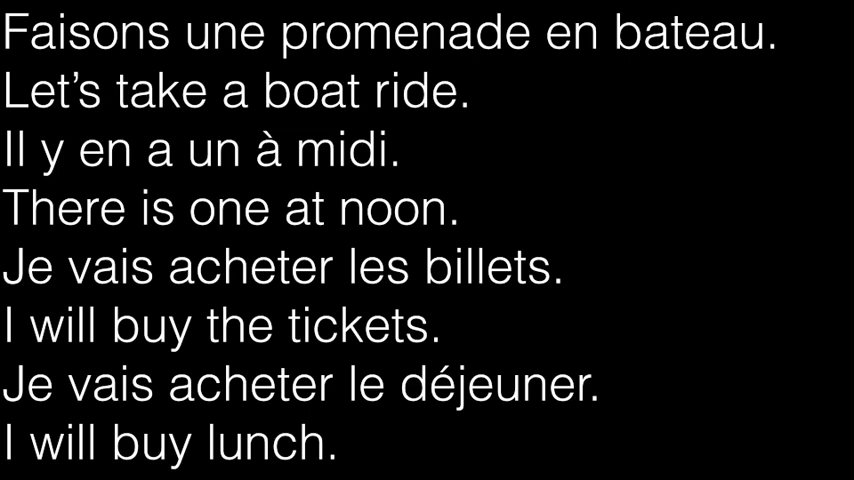 Faisons une promenade en bateau.
Let’s take a boat ride.
Il y en a un à midi.
There is one at noon.
Je vais acheter les billets.
I will buy the tickets.
Je vais acheter le déjeuner.
I will buy lunch.